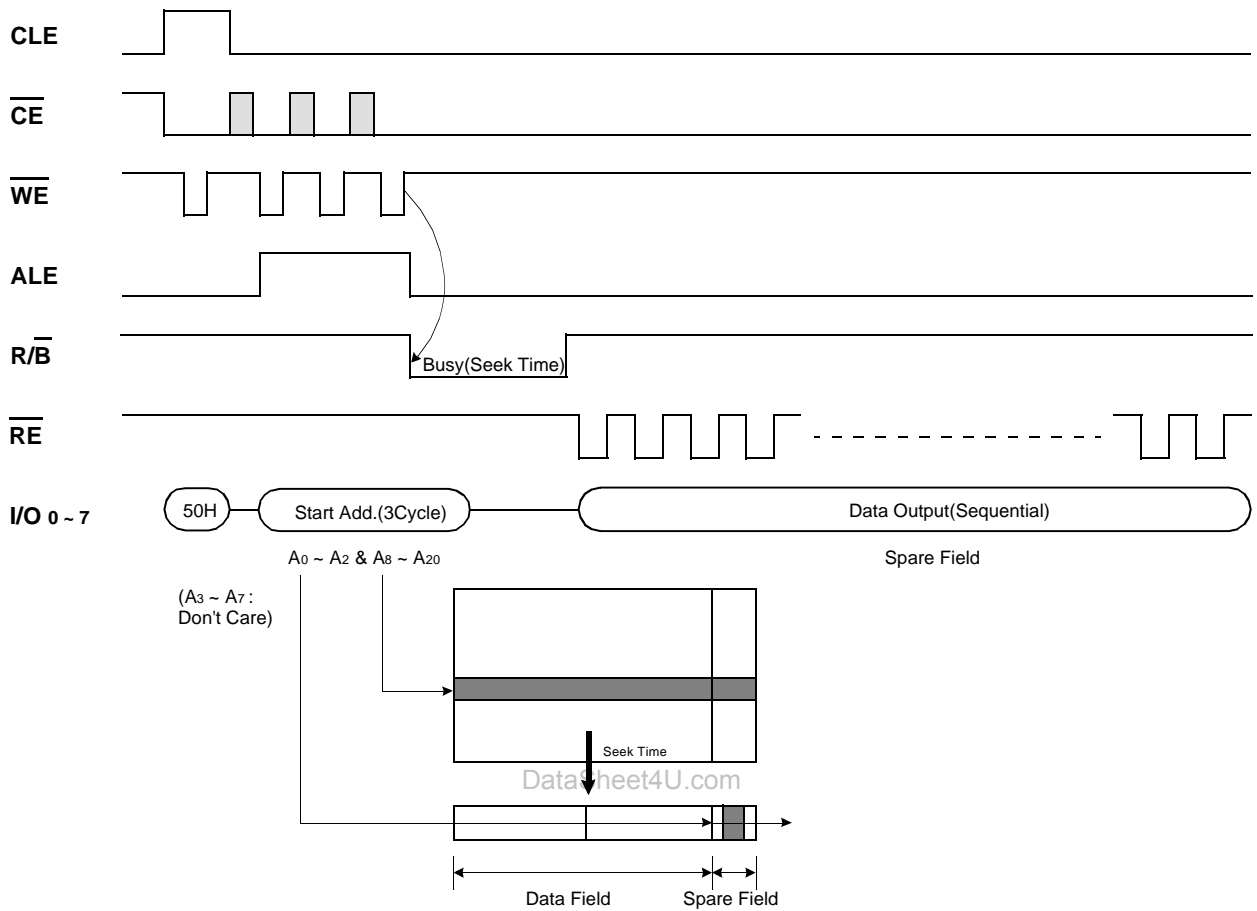 CLE
CE
WE
ALE
R/B
Busy(Seek Time)
RE
I/O 0 ~ 7
50H
Start Add.(3Cycle)
Data Output(Sequential)
A0 ~ A2 & A8 ~ A20
Spare Field
(A3 ~ A7 :
Don't Care)
Seek Time
DataSheet4U.com
Data Field
Spare Field